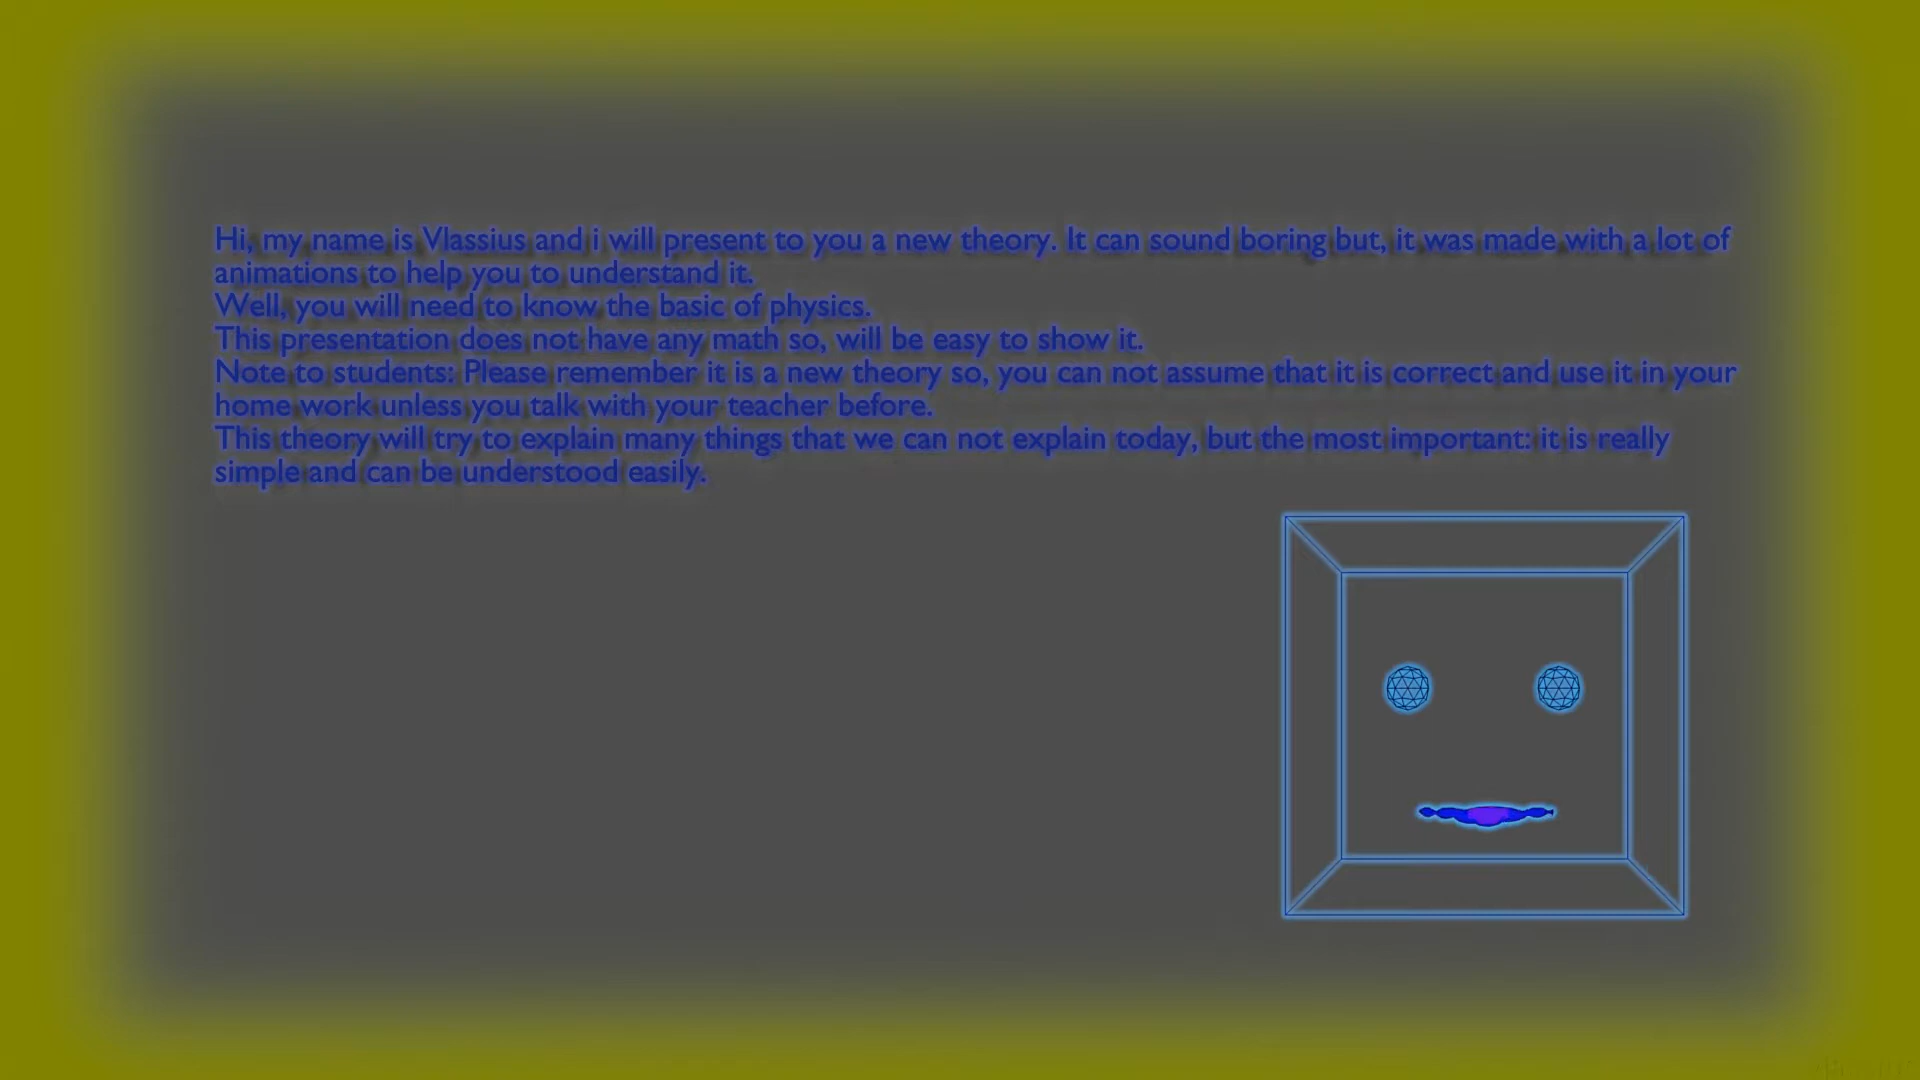 Hi, my name is Vlassius and i will present to you a new theory. It can sound boring but, it was made with a lot of
animations to help you to understand it.
Well, you will need to know the basic of physics.
This presentation does not have any math so, will be easy to show it.
Note to students: Please remember it is a new theory so, you can not assume that it is correct and use it in your
home work unless you talk with your teacher before.
This theory will try to explain many things that we can not explain today, but the most important: it is really
simple and can be understood easily.